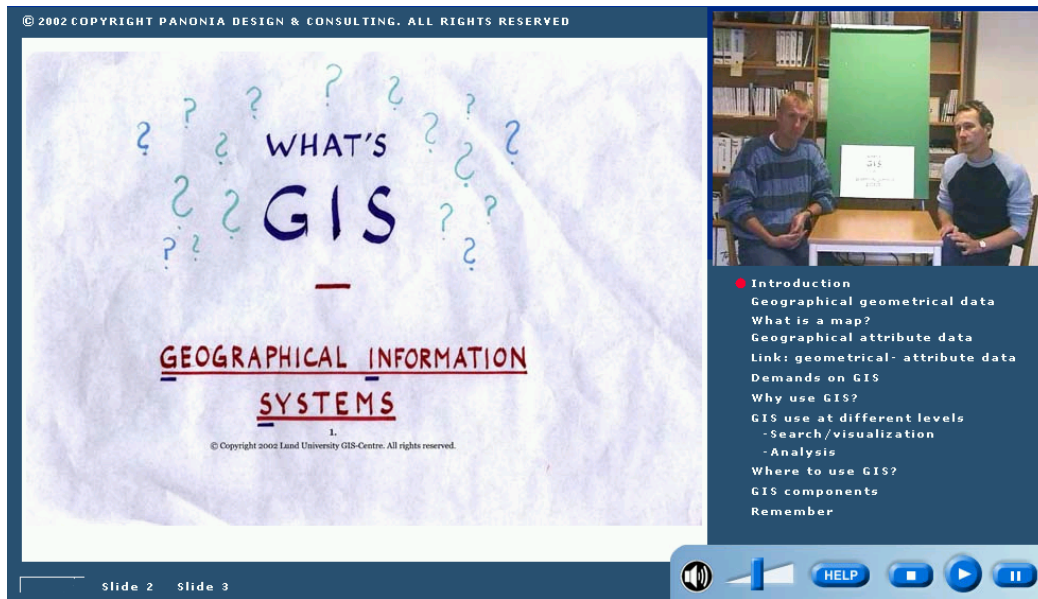 © 2002 COPYRIGHT PANONIA DESIGN & CONSULTING. ALL RIGHTS RESERVED
WHAT'S
GIS
GEOGRAPHICAL INFORMATION
SYSTEMS
1.
© Copyright 2002 Lund University GIS-Centre. All rights reserved.
GIS
Introduction
Geographical geometrical data
What is a map?
Geographical attribute data
Link: geometrical- attribute data
Demands on GIS
Why use GIS?
GIS use at different levels
-Search/visualization
-Analysis
Where to use GIS?
GIS components
Remember
Slide 2 Slide 3
HELP